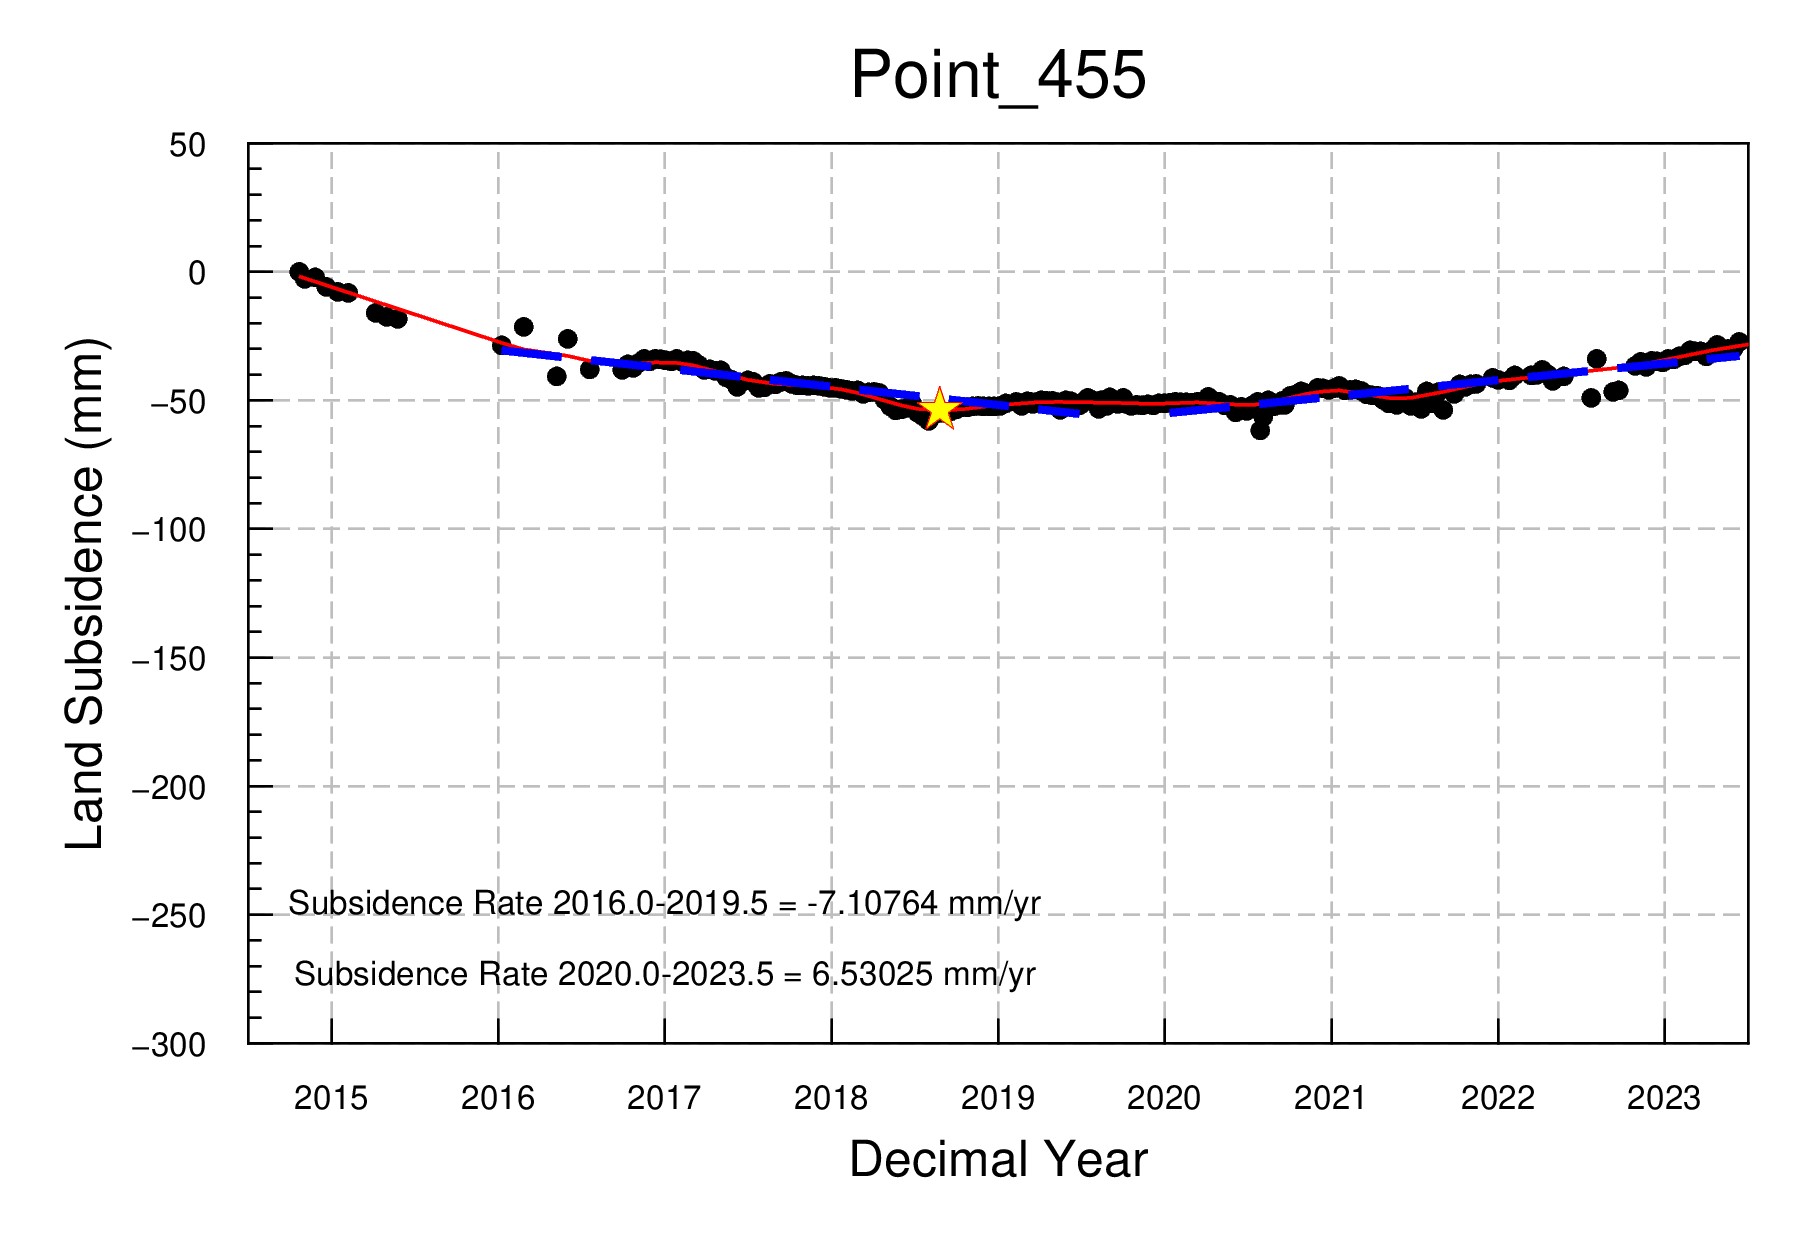 Point_455
50
0
−50
−100
−150
−200
−250
−300
Land Subsidence (mm)
Subsidence Rate 2016.0-2019.5 = -7.10764 mm/yr
Subsidence Rate 2020.0-2023.5 = 6.53025 mm/yr
2015 2016 2017 2018 2019 2020 2021 2022 2023
Decimal Year